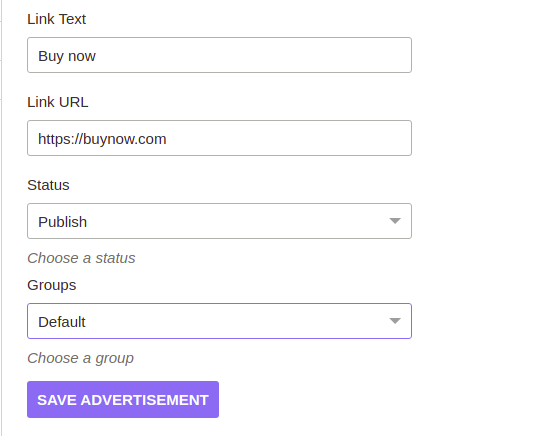 Link Text
Buy now
Link URL
https://buynow.com
Status
Publish
Choose a status
Groups
Default
Choose a group
SAVE ADVERTISEMENT